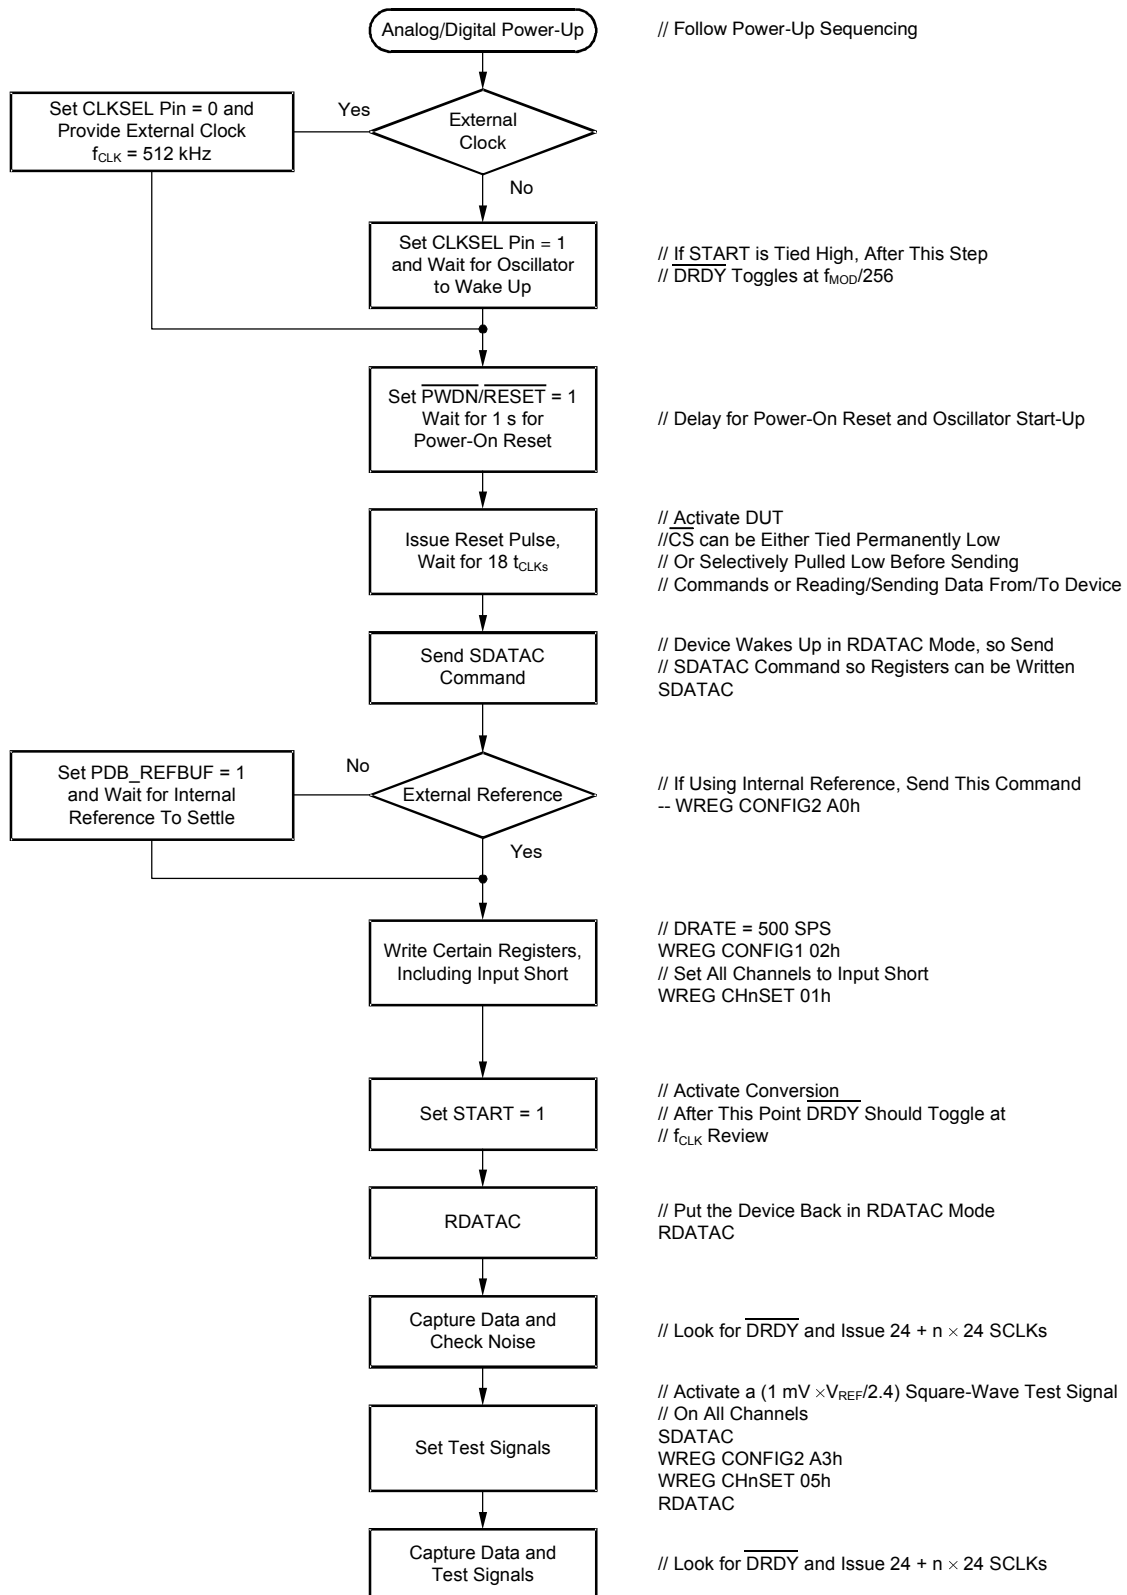 Analog/Digital Power-Up
// Follow Power-Up Sequencing
Set CLKSEL Pin = 0 and
Provide External Clock
fCLK = 512 kHz
Yes
External
Clock
No
Set CLKSEL Pin = 1
and Wait for Oscillator
to Wake Up
// If START is Tied High, After This Step
// DRDY Toggles at fMOD/256
Set PWDN/RESET = 1
Wait for 1 s for
Power-On Reset
// Delay for Power-On Reset and Oscillator Start-Up
Issue Reset Pulse,
Wait for 18 tCLKs
// Activate DUT
//CS can be Either Tied Permanently Low
// Or Selectively Pulled Low Before Sending
// Commands or Reading/Sending Data From/To Device
Send SDATAC
Command
// Device Wakes Up in RDATAC Mode, so Send
// SDATAC Command so Registers can be Written
SDATAC
Set PDB_REFBUF = 1
and Wait for Internal
Reference To Settle
No
External Reference
Yes
// If Using Internal Reference, Send This Command
-- WREG CONFIG2 A0h
Write Certain Registers,
Including Input Short
// DRATE = 500 SPS
WREG CONFIG1 02h
// Set All Channels to Input Short
WREG CHnSET 01h
Set START = 1
// Activate Conversion
// After This Point DRDY Should Toggle at
// fCLK Review
RDATAC
// Put the Device Back in RDATAC Mode
RDATAC
Capture Data and
Check Noise
// Look for DRDY and Issue 24 + n × 24 SCLKs
Set Test Signals
// Activate a (1 mV ×VREF/2.4) Square-Wave Test Signal
// On All Channels
SDATAC
WREG CONFIG2 A3h
WREG CHnSET 05h
RDATAC
Capture Data and
Test Signals
// Look for DRDY and Issue 24 + n × 24 SCLKs